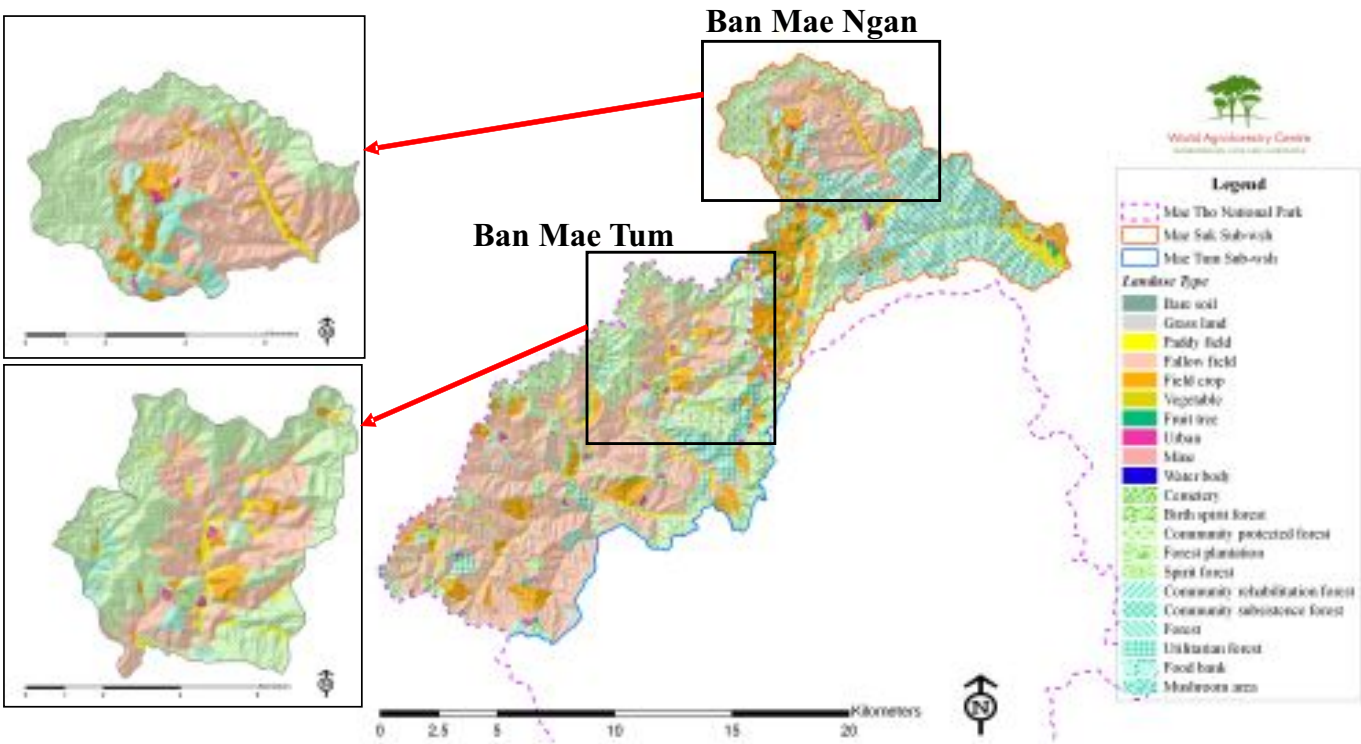 Ban Mae Ngan
Ban Mae Tum
World Agroforestry Centre
Legend
Mae Tho National Park
Mae Suk Sub-wsh
Mae Tum Sub-wsh
Landuse Type
Bare soil
Grass land
Paddy field
Fallow field
Field crop
Vegetable
Fruit tree
Urban
Mine
Water body
Cemetery
Birth spirit forest
Community protected forest
Forest plantation
Spirit forest
Community rehabilitation forest
Community subsistence forest
Forest
Utilitarian forest
Food bank
Mushroom area
N
Kilometers
0 2.5 5 10 15 20